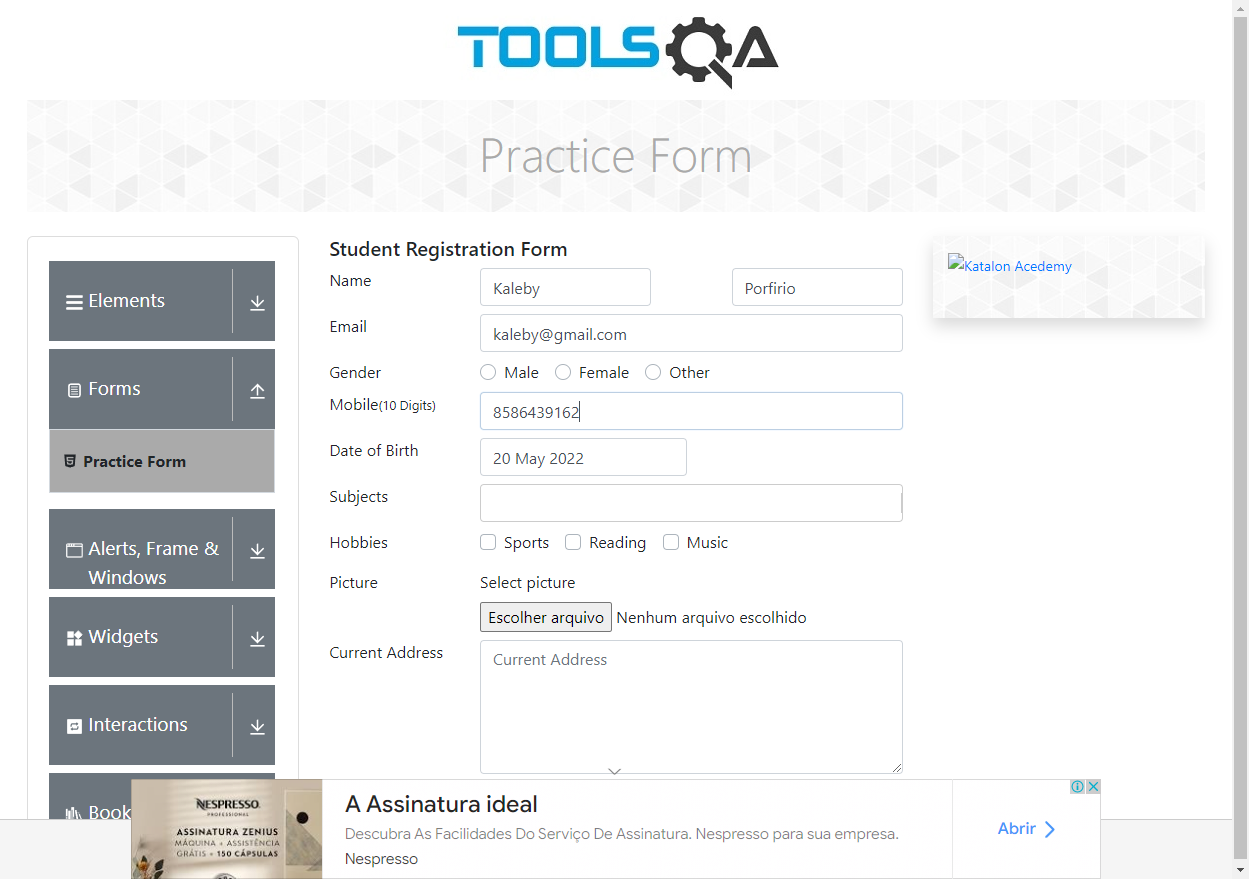 TOOLSQA
Practice Form
Elements
Forms
Practice Form
Alerts, Frame &
Windows
Widgets
Interactions
Book
Student Registration Form
Name
Kaleby
Porfirio
Email
kaleby@gmail.com
Gender
Male
Female
Other
Mobile(10 Digits)
8586439162
Date of Birth
20 May 2022
Subjects
Hobbies
Sports
Reading
Music
Picture
Select picture
Escolher arquivo
Nenhum arquivo escolhido
Current Address
Current Address
Katalon Acedemy
NESPRESSO
PROFESSIONAL
ASSINATURA ZENIUS
MÁQUINA + ASSISTÊNCIA
GRÁTIS + 150 CÁPSULAS
A Assinatura ideal
Descubra As Facilidades Do Serviço De Assinatura. Nespresso para sua empresa.
Nespresso
Abrir